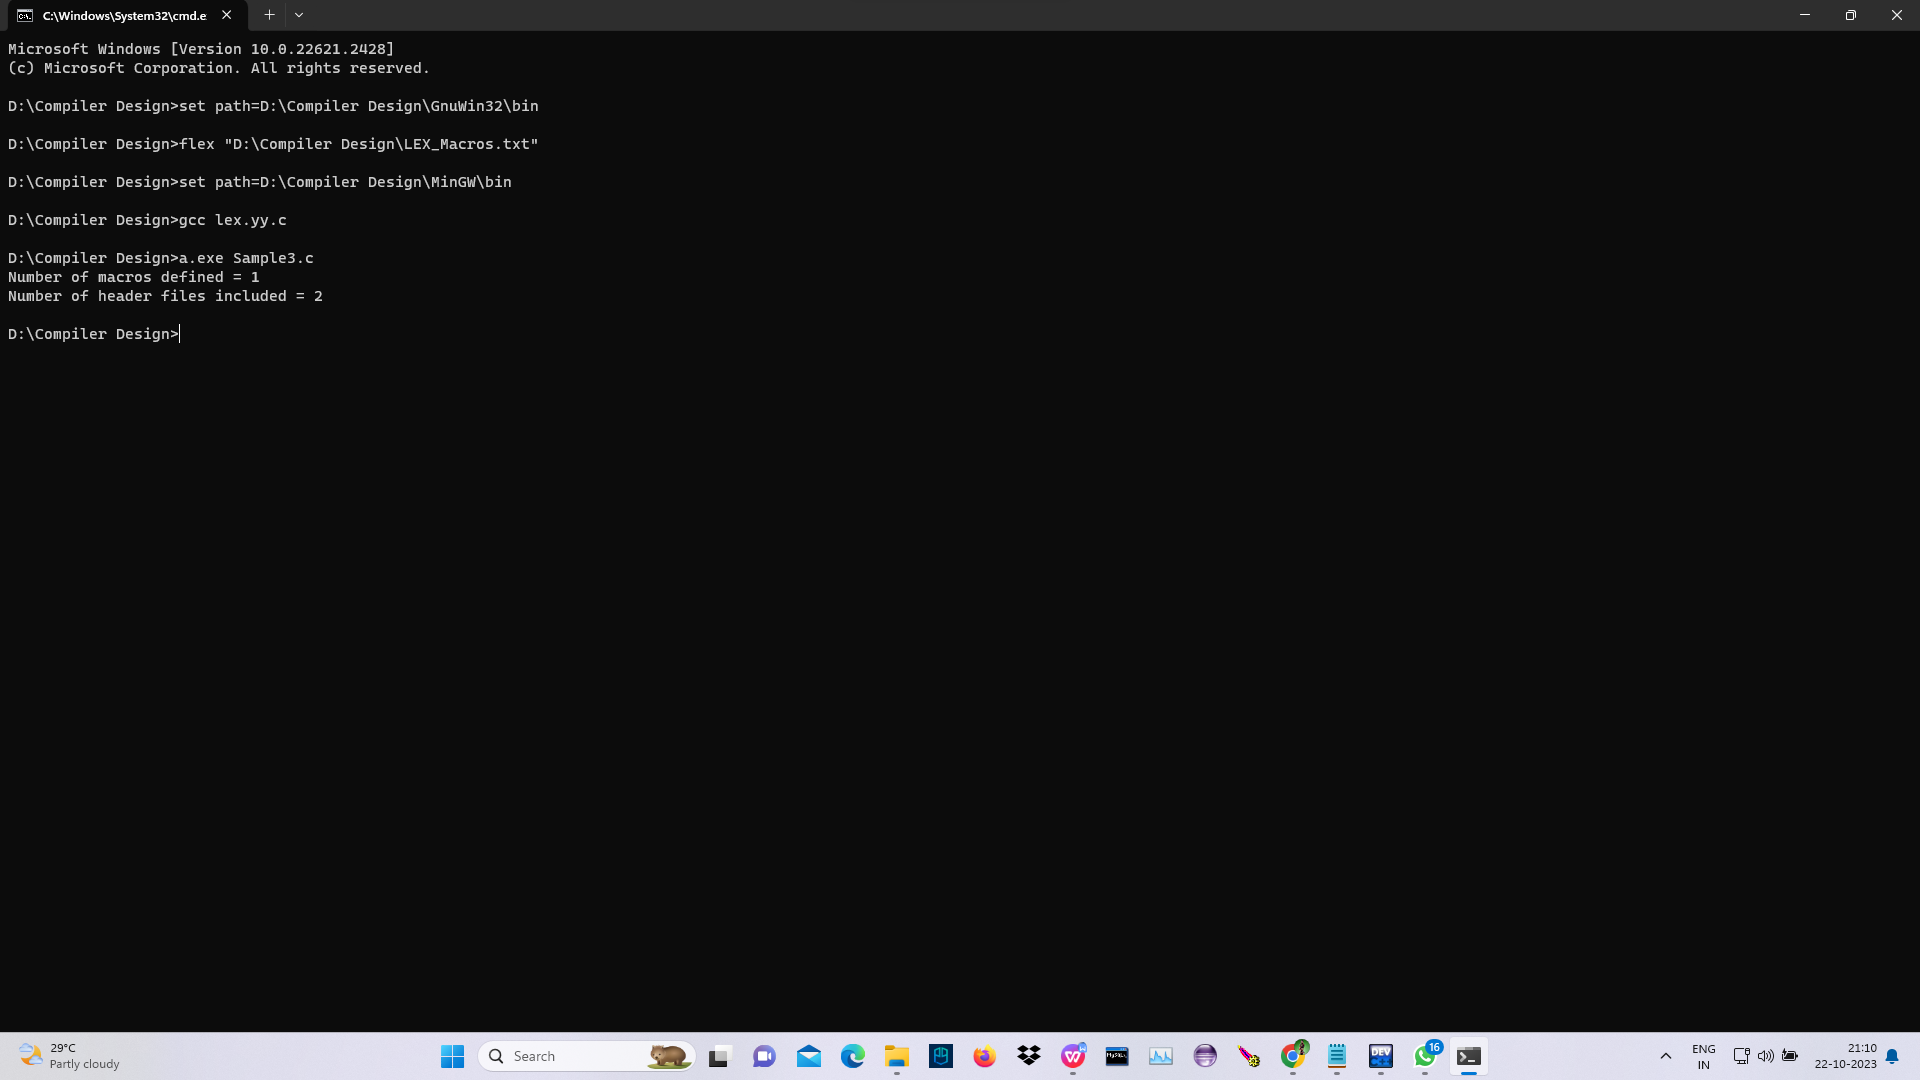 C:\Windows\System32\cmd.e
Microsoft Windows [Version 10.0.22621.2428]
(c) Microsoft Corporation. All rights reserved.
D:\Compiler Design>set path=D:\Compiler Design\GnuWin32\bin
D:\Compiler Design>flex "D:\Compiler Design\LEX_Macros.txt"
D:\Compiler Design>set path=D:\Compiler Design\MinGW\bin
D:\Compiler Design>gcc lex.yy.c
D:\Compiler Design>a.exe Sample3.c
Number of macros defined = 1
Number of header files included = 2
D:\Compiler Design>
29°C
Partly cloudy
Search
MySQL
DEV
16
ENG
IN
21:10
22-10-2023